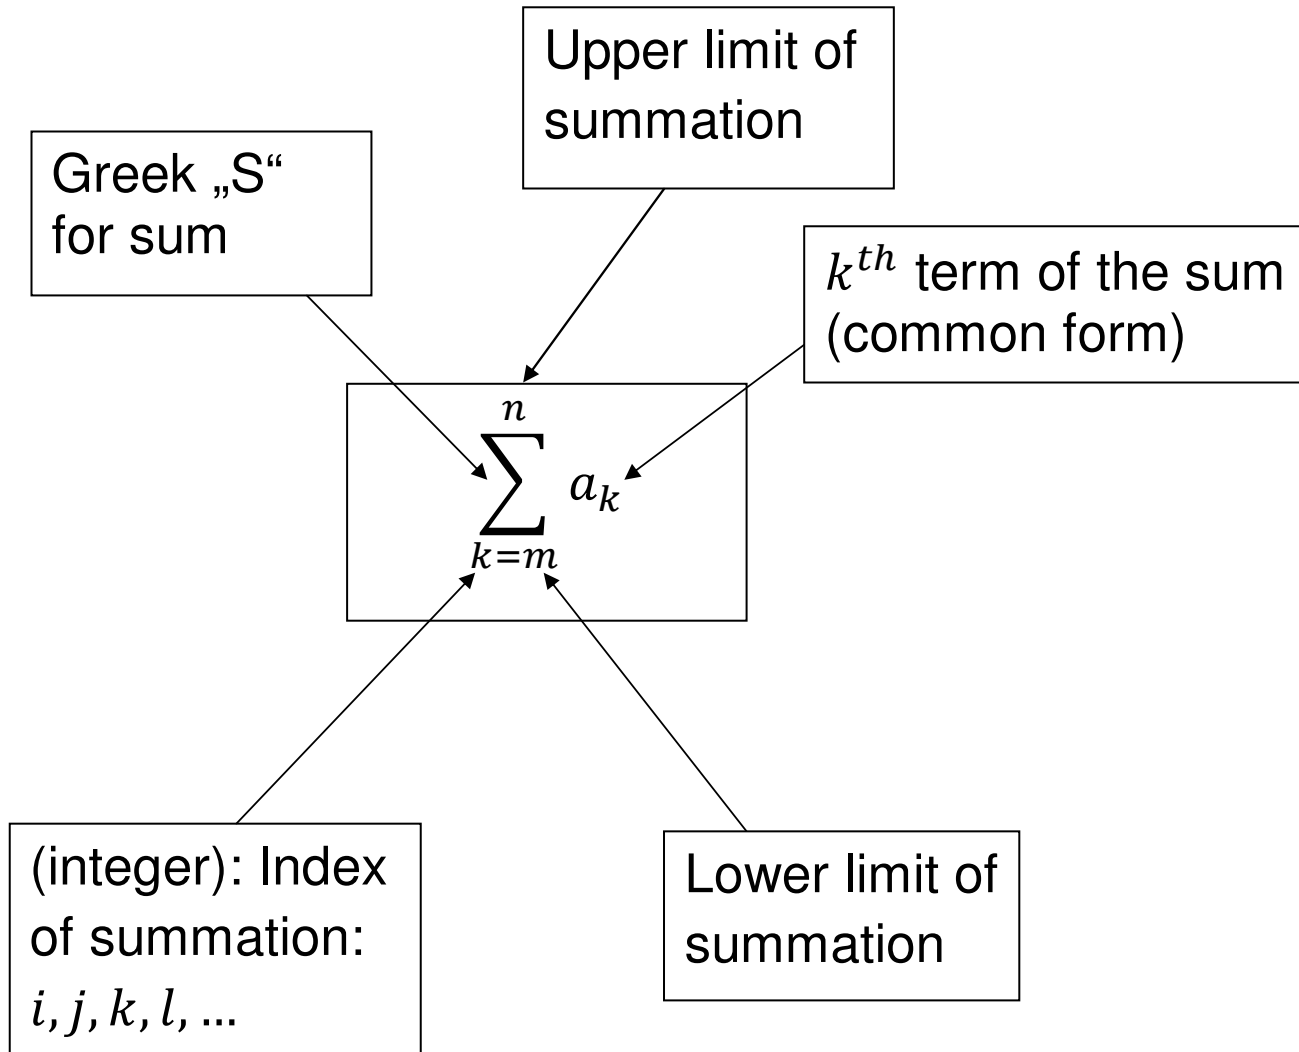 Upper limit of
summation
Greek „S“
for sum
k^{th} term of the sum
(common form)
n
∑ a_k
k=m
(integer): Index
of summation:
i, j, k, l, ...
Lower limit of
summation